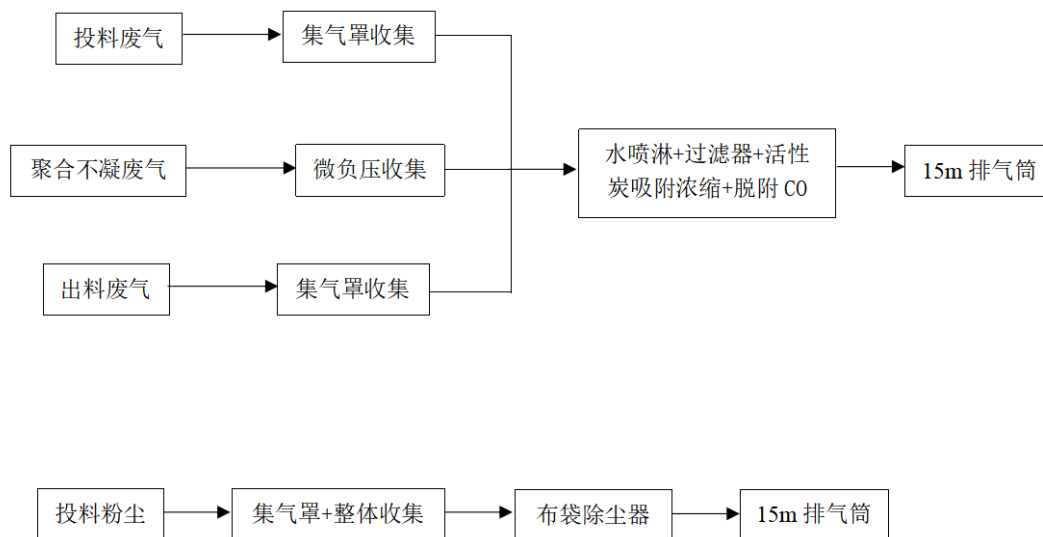 投料废气
集气罩收集
聚合不凝废气
微负压收集
水喷淋+过滤器+活性
炭吸附浓缩+脱附 CO
15m 排气筒
出料废气
集气罩收集
投料粉尘
集气罩+整体收集
布袋除尘器
15m 排气筒